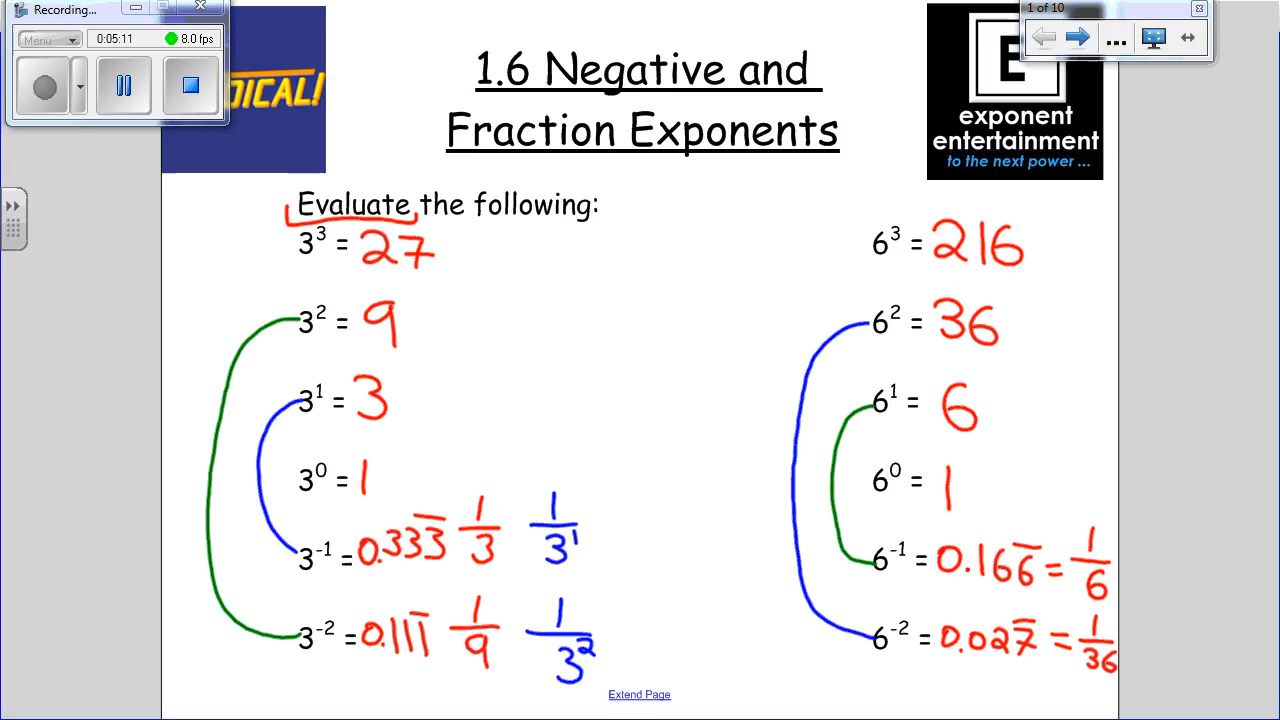 Recording...
Menu
0:05:11
8.0 fps
1 of 10
...
DICAL!
1.6 Negative and
Fraction Exponents
E
exponent
entertainment
to the next power ...
Evaluate the following:
3³ = 27
6³ = 216
3² = 9
6² = 36
3¹ = 3
6¹ = 6
3⁰ = 1
6⁰ = 1
3⁻¹ = 0.333̅ 1/3 1/3¹
6⁻¹ = 0.166̅ = 1/6
3⁻² = 0.111̅ 1/9 1/3²
6⁻² = 0.027̅ = 1/36
Extend Page